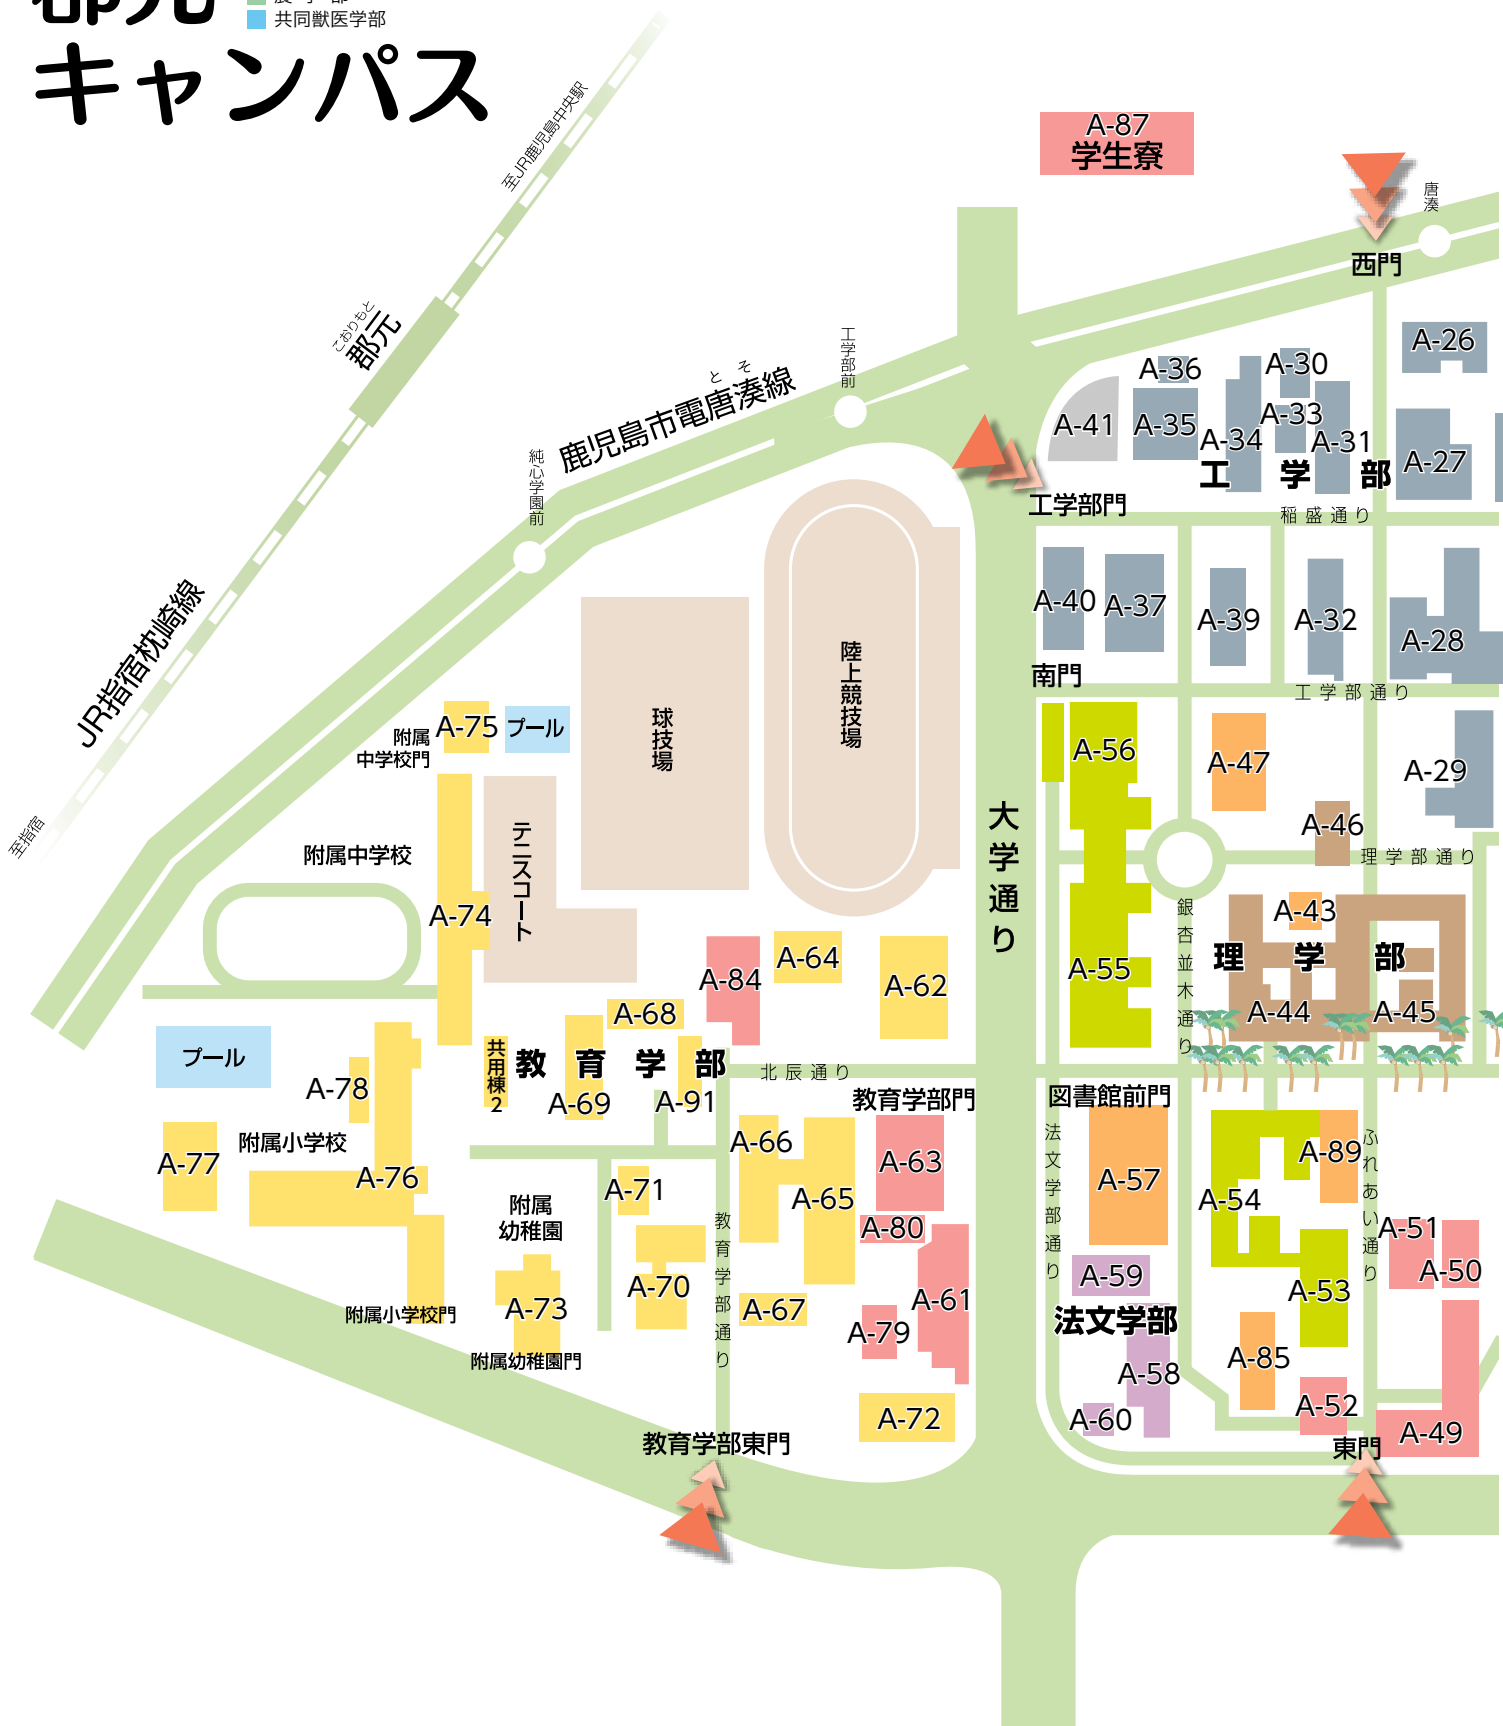 郡元
農学部
共同獣医学部
キャンパス
至JR鹿児島中央駅
A-87
学生寮
唐湊
西門
こおりもと
郡元
工学部前
とそ
鹿児島市電唐湊線
純心学園前
A-36
A-30
A-26
A-41
A-35
A-34
A-33
A-31
A-27
工学部
工学部門
稲盛通り
JR指宿枕崎線
至指宿
A-40
A-37
A-39
A-32
A-28
南門
工学部通り
陸上競技場
球技場
A-75
プール
附属
中学校門
A-56
A-47
A-29
大学通り
A-46
理学部通り
附属中学校
テニスコート
A-74
A-43
銀杏並木通り
理学部
A-55
A-44
A-45
A-84
A-64
A-62
A-68
プール
共用棟2
教育学部
北辰通り
A-78
A-69
A-91
教育学部門
図書館前門
附属小学校
A-77
A-76
A-66
A-63
法文学部通り
A-57
A-89
ふれあい通り
A-71
A-65
A-54
附属
幼稚園
教育学部通り
A-80
A-51
A-50
A-59
A-70
A-73
A-67
A-61
A-53
附属小学校門
A-79
法文学部
附属幼稚園門
A-58
A-85
A-72
A-60
A-52
A-49
教育学部東門
東門